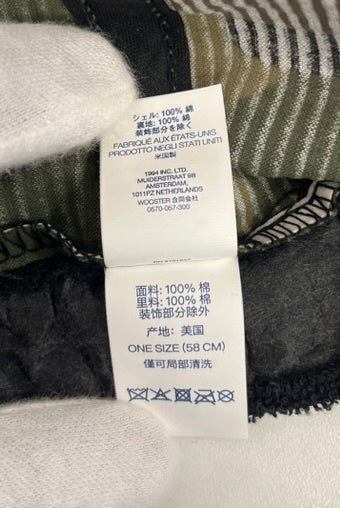 シェル: 100% 綿
裏地: 100% 綿
装飾部分を除く
FABRIQUÉ AUX ÉTATS-UNIS
PRODOTTO NEGLI STATI UNITI
米国製
1994 INC. LTD.
MUIDERSTRAAT 9B
AMSTERDAM,
1011PZ NETHERLANDS
WOOSTER 合同会社
0570-057-300
面料: 100% 棉
里料: 100% 棉
装饰部分除外
产地: 美国
ONE SIZE (58 CM)
僅可局部清洗